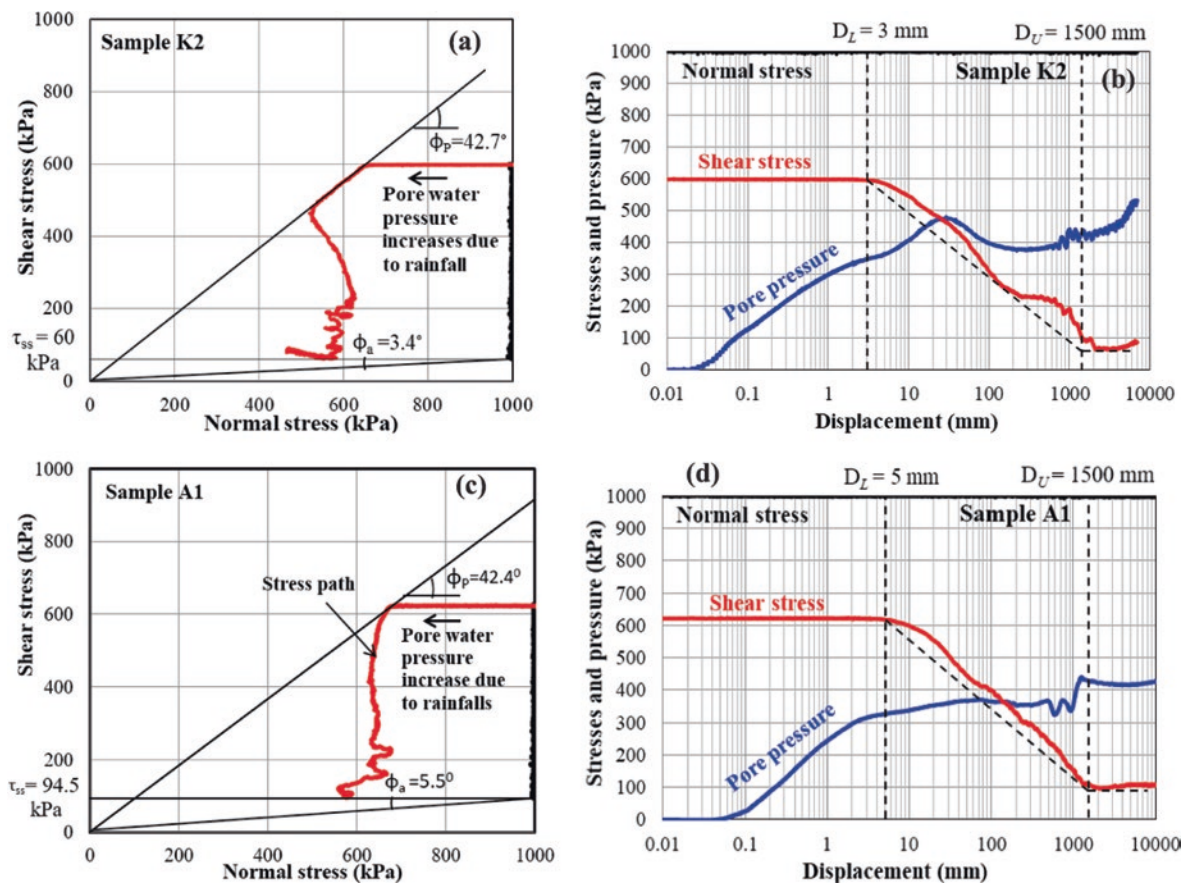 Sample K2
(a)
1000
800
600
400
200
τss = 60
kPa
0
Shear stress (kPa)
ϕP=42.7°
Pore water
pressure
increases due
to rainfall
ϕa=3.4°
0 200 400 600 800 1000
Normal stress (kPa)
DL = 3 mm DU = 1500 mm
1000
900
800
700
600
500
400
300
200
100
0
Stresses and pressure (kPa)
Normal stress Sample K2 (b)
Shear stress
Pore pressure
0.01 0.1 1 10 100 1000 10000
Displacement (mm)
Sample A1
(c)
1000
800
600
400
200
τss = 94.5
kPa
0
Shear stress (kPa)
Stress path
ϕP=42.4⁰
Pore water
pressure
increase due
to rainfalls
ϕa=5.5⁰
0 200 400 600 800 1000
Normal stress (kPa)
(d) DL = 5 mm DU = 1500 mm
1000
900
800
700
600
500
400
300
200
100
0
Stresses and pressure (kPa)
Normal stress Sample A1
Shear stress
Pore pressure
0.01 0.1 1 10 100 1000 10000
Displacement (mm)